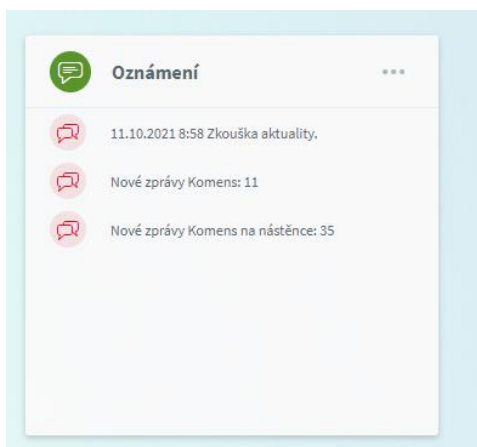 Oznámení
11.10.2021 8:58 Zkouška aktuality.
Nové zprávy Komens: 11
Nové zprávy Komens na nástěnce: 35